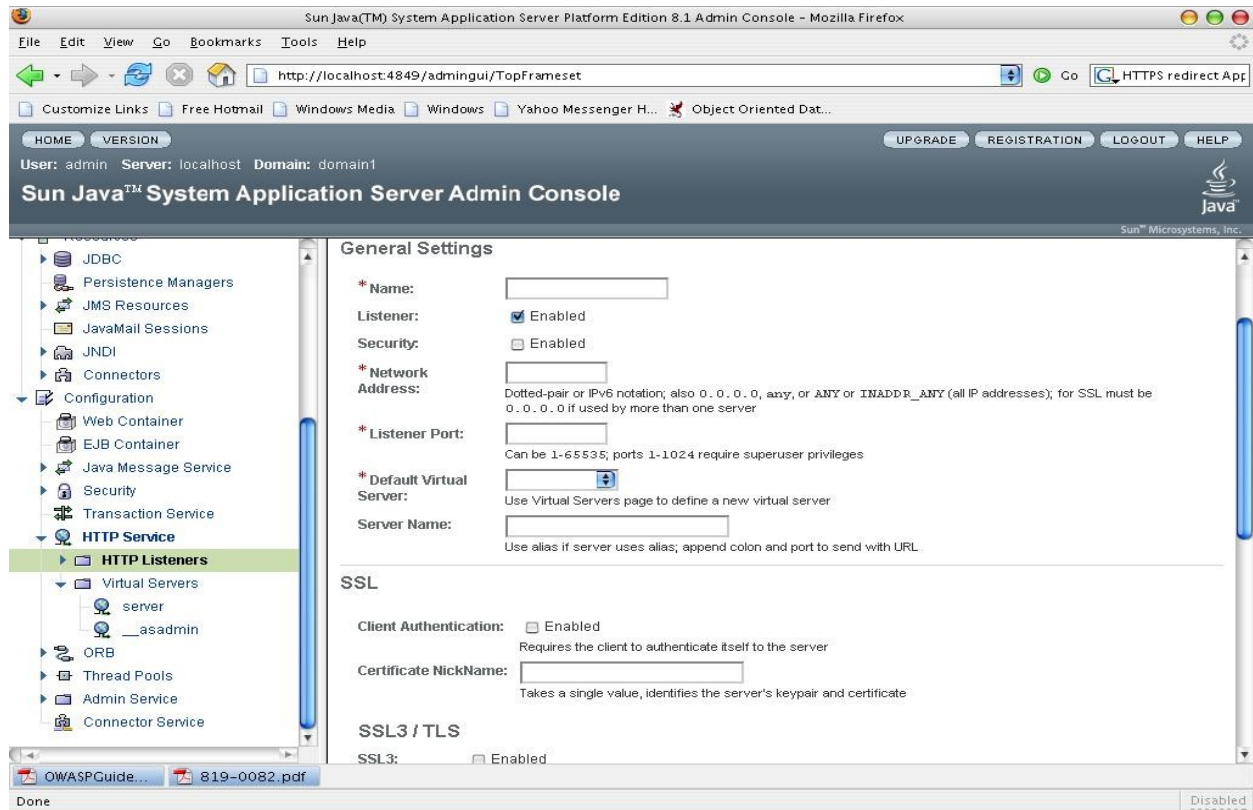 Sun Java(TM) System Application Server Platform Edition 8.1 Admin Console - Mozilla Firefox
File Edit View Go Bookmarks Tools Help
http://localhost:4849/admingui/TopFrameset
Go
HTTPS redirect App
Customize Links Free Hotmail Windows Media Windows Yahoo Messenger H... Object Oriented Dat...
HOME VERSION UPGRADE REGISTRATION LOGOUT HELP
User: admin Server: localhost Domain: domain1
Sun Java™ System Application Server Admin Console
Java™
Sun™ Microsystems, Inc.
Resources
JDBC
Persistence Managers
JMS Resources
JavaMail Sessions
JNDI
Connectors
Configuration
Web Container
EJB Container
Java Message Service
Security
Transaction Service
HTTP Service
HTTP Listeners
Virtual Servers
server
__asadmin
ORB
Thread Pools
Admin Service
Connector Service
General Settings
* Name:
Listener: Enabled
Security: Enabled
* Network Address:
Dotted-pair or IPv6 notation; also 0.0.0.0, any, or ANY or INADDR_ANY (all IP addresses); for SSL must be
0.0.0.0 if used by more than one server
* Listener Port:
Can be 1-65535; ports 1-1024 require superuser privileges
* Default Virtual Server:
Use Virtual Servers page to define a new virtual server
Server Name:
Use alias if server uses alias; append colon and port to send with URL
SSL
Client Authentication: Enabled
Requires the client to authenticate itself to the server
Certificate NickName:
Takes a single value, identifies the server's keypair and certificate
SSL3 / TLS
SSL3: Enabled
OWASPGuide... 819-0082.pdf
Done
Disabled